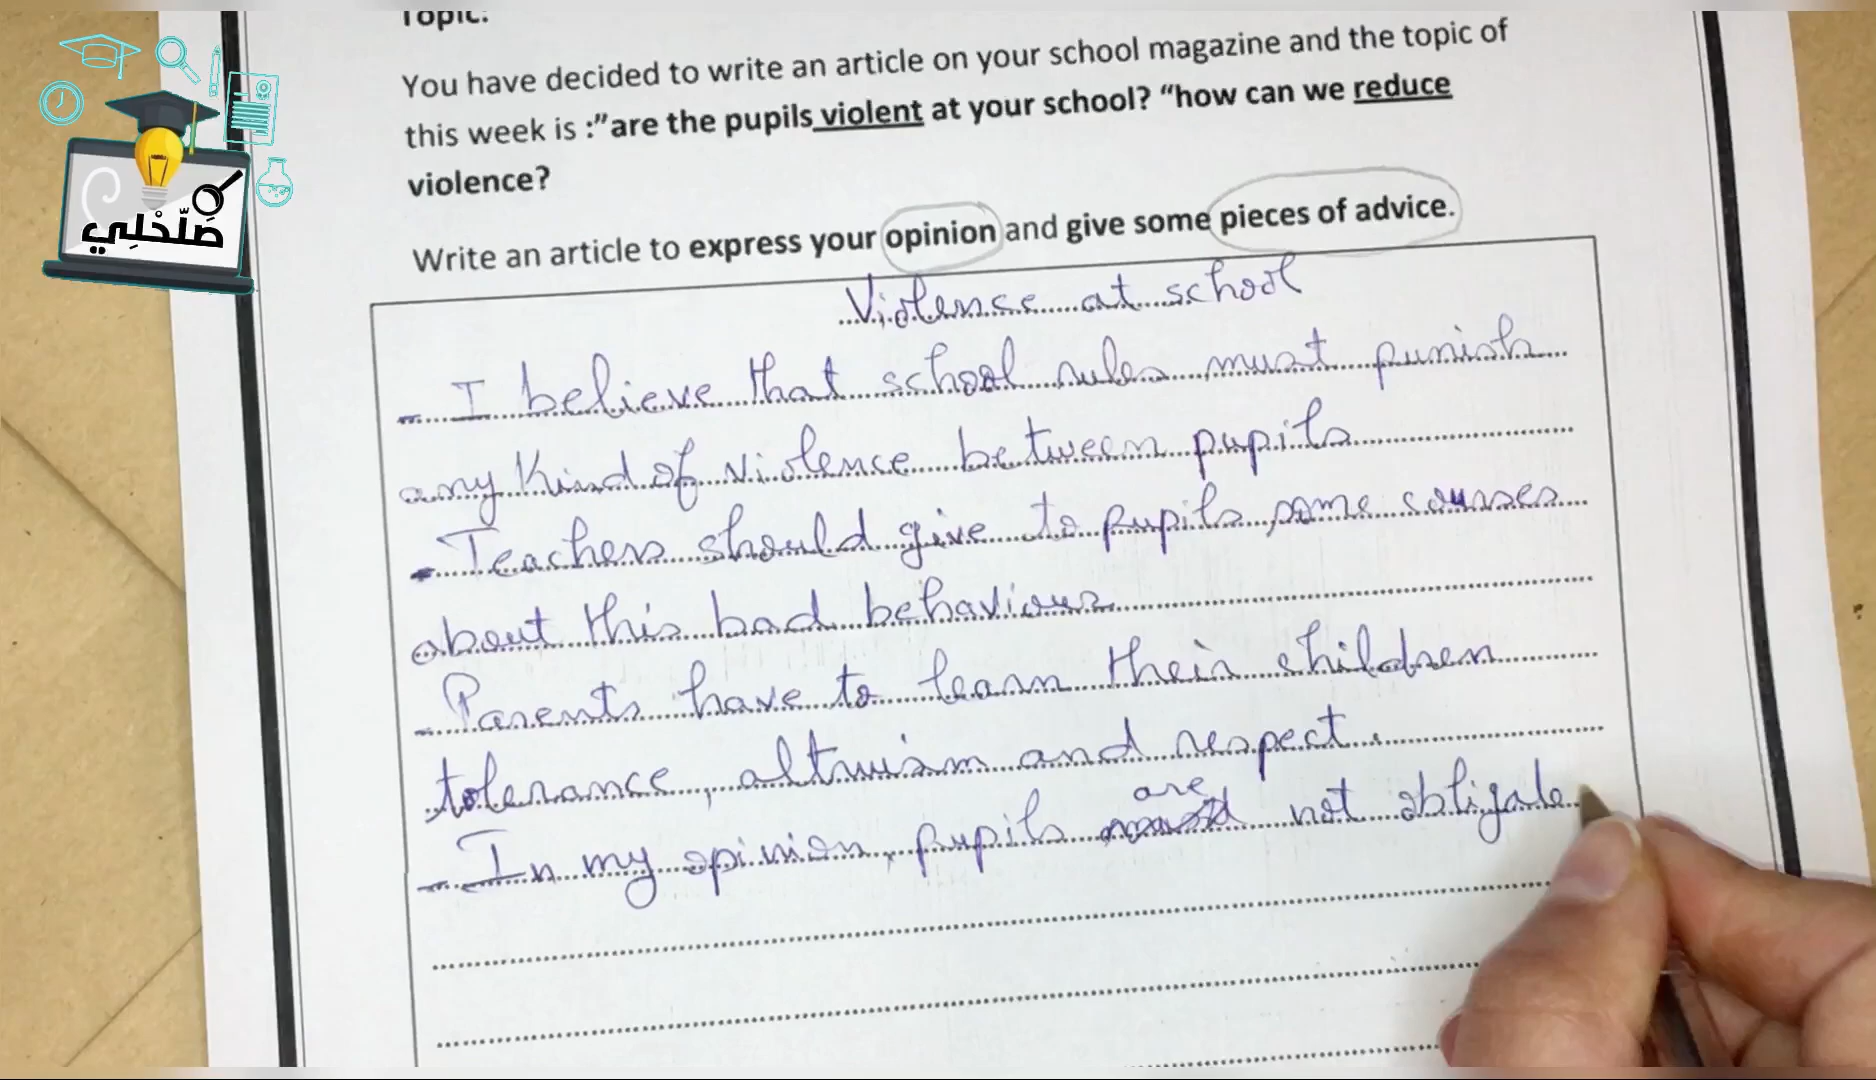 Topic:
You have decided to write an article on your school magazine and the topic of
this week is :”are the pupils violent at your school? “how can we reduce
violence?
Write an article to express your opinion and give some pieces of advice.
صَلَّحْلِي
Violence at school
- I believe that school rules must punish
any kind of violence between pupils
- Teachers should give to pupils, some courses
about this bad behaviour
- Parents have to learn their children
tolerance, altruism and respect.
- In my opinion, pupils are not obligate